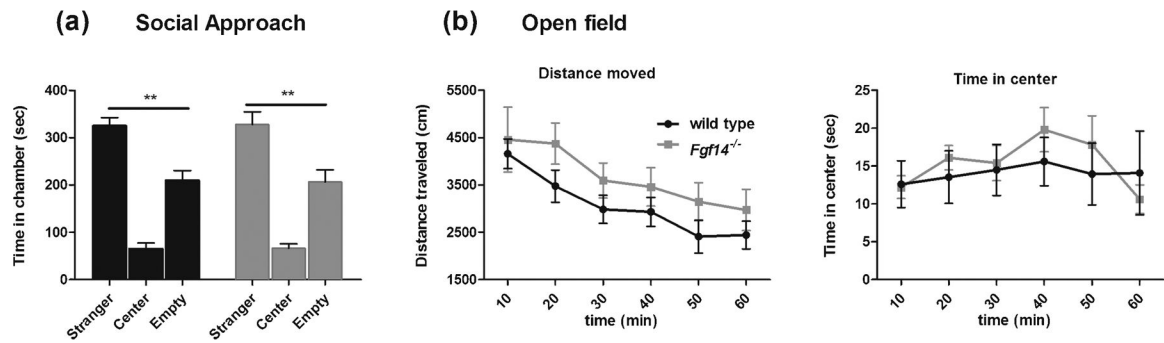 (a) Social Approach
Time in chamber (sec)
400
300
200
100
0
** **
Stranger Center Empty Stranger Center Empty
(b) Open field
Distance moved
Distance traveled (cm)
5500
4500
3500
2500
1500
wild type
Fgf14-/-
10 20 30 40 50 60
time (min)
Time in center
Time in center (sec)
25
20
15
10
5
0
10 20 30 40 50 60
time (min)